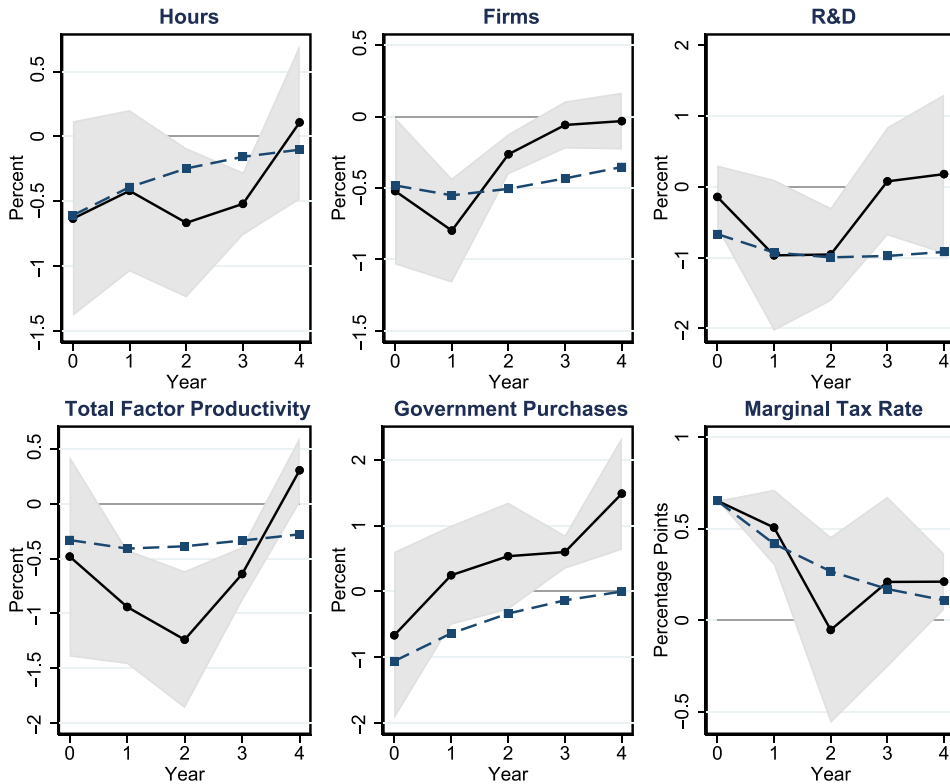 Hours
Percent
0.5
0
−0.5
−1
−1.5
0 1 2 3 4
Year
Firms
Percent
0.5
0
−0.5
−1
−1.5
0 1 2 3 4
Year
R&D
Percent
2
1
0
−1
−2
0 1 2 3 4
Year
Total Factor Productivity
Percent
0.5
0
−0.5
−1
−1.5
−2
0 1 2 3 4
Year
Government Purchases
Percent
2
1
0
−1
−2
0 1 2 3 4
Year
Marginal Tax Rate
Percentage Points
1
0.5
0
−0.5
0 1 2 3 4
Year